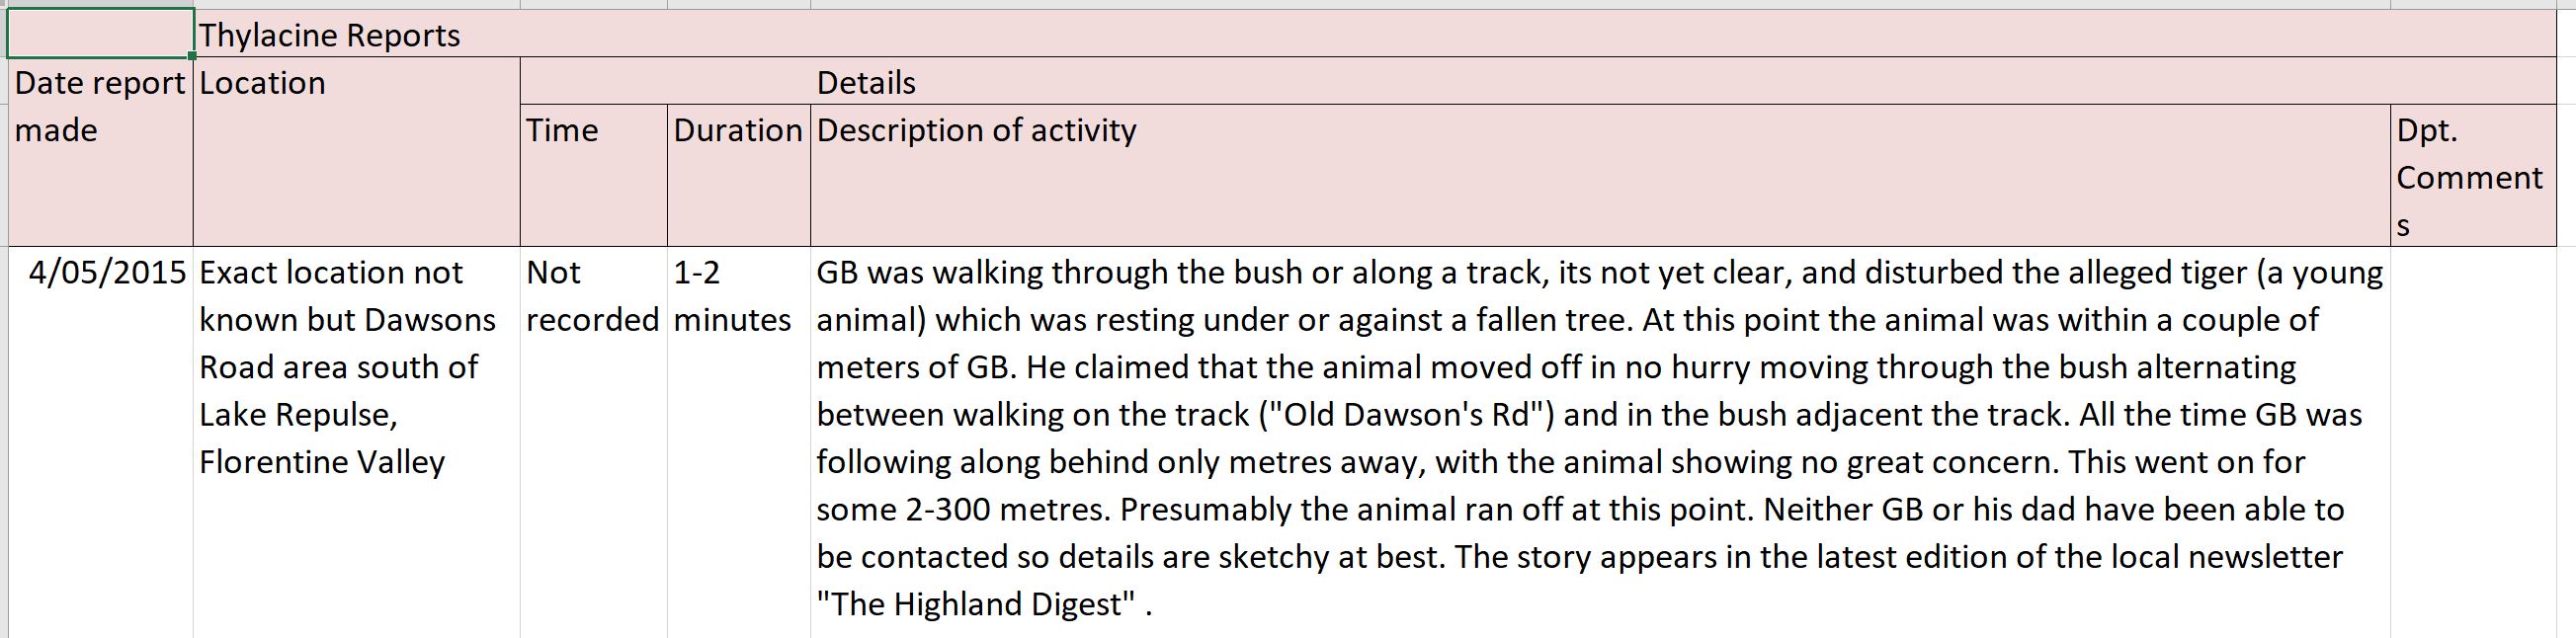 Thylacine Reports
Date report made
Location
Details
Time
Duration
Description of activity
Dpt.
Comment
s
4/05/2015
Exact location not
known but Dawsons
Road area south of
Lake Repulse,
Florentine Valley
Not
recorded
1-2
minutes
GB was walking through the bush or along a track, its not yet clear, and disturbed the alleged tiger (a young
animal) which was resting under or against a fallen tree. At this point the animal was within a couple of
meters of GB. He claimed that the animal moved off in no hurry moving through the bush alternating
between walking on the track ("Old Dawson's Rd") and in the bush adjacent the track. All the time GB was
following along behind only metres away, with the animal showing no great concern. This went on for
some 2-300 metres. Presumably the animal ran off at this point. Neither GB or his dad have been able to
be contacted so details are sketchy at best. The story appears in the latest edition of the local newsletter
"The Highland Digest" .